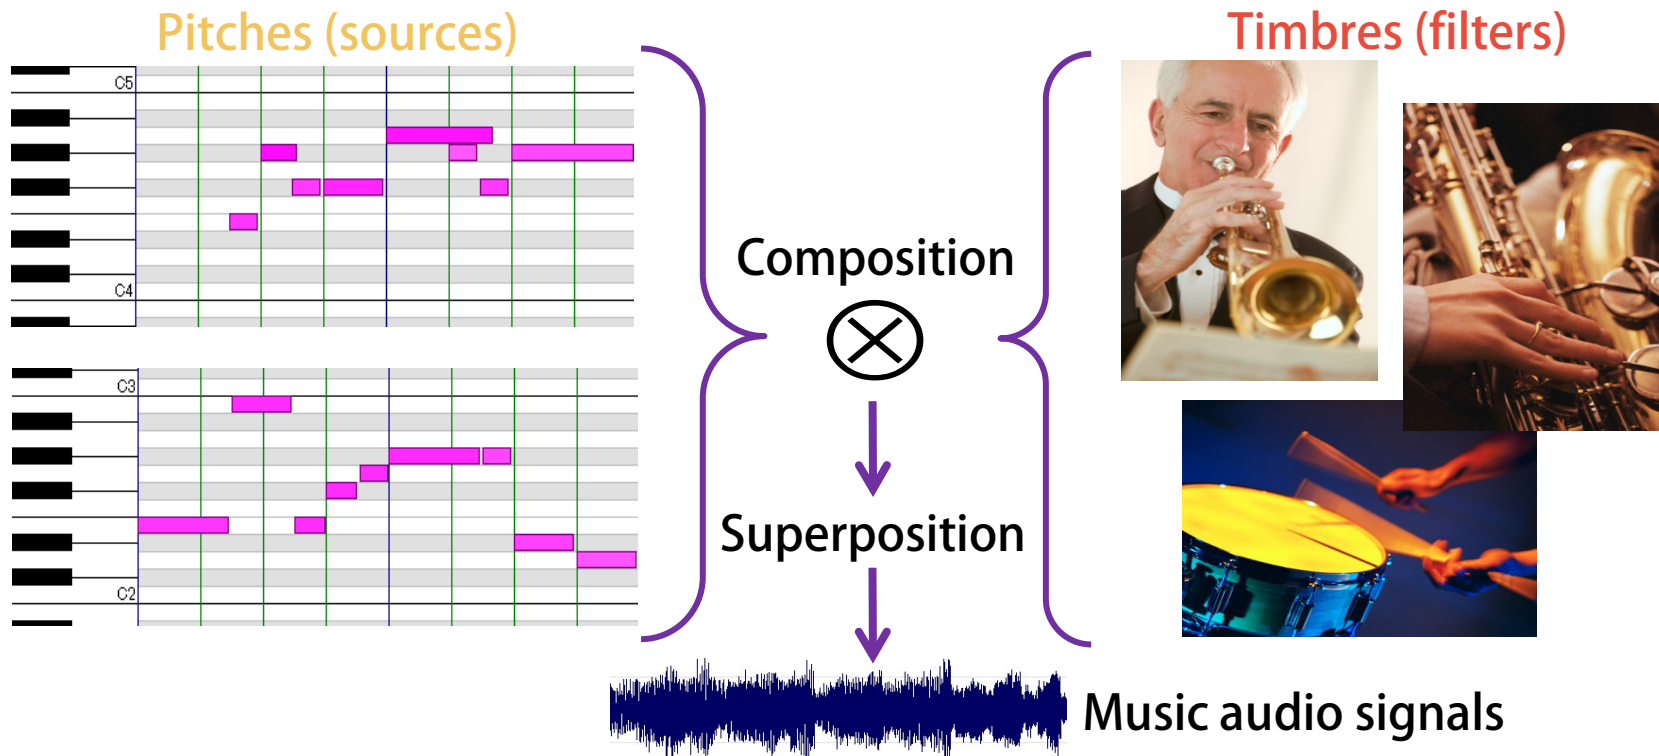 Pitches (sources)
Timbres (filters)
C5
C4
C3
C2
Composition
Superposition
Music audio signals